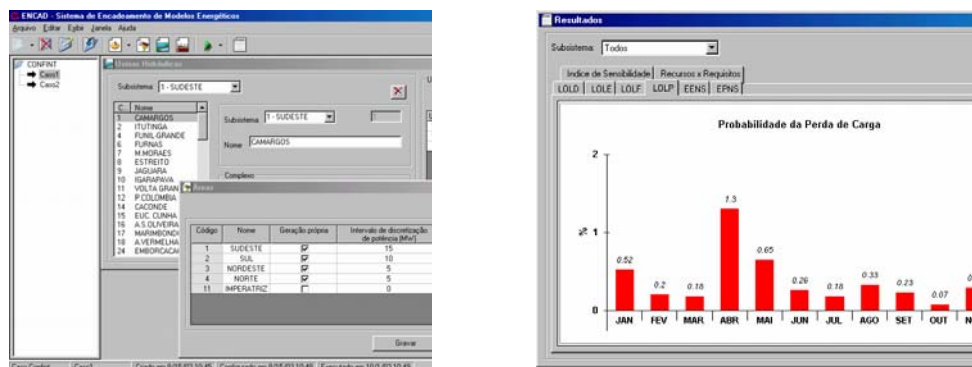 ENCAD - Sistema de Encadeamento de Modelos Energéticos
Arquivo Editar Exibir Janela Ajuda
CONFINT
Caso1
Caso2
Usinas Hidráulicas
Subsistema 1 - SUDESTE
C... Nome
1 CAMARGOS
2 ITUTINGA
4 FUNIL GRANDE
6 FURNAS
7 M.MORAES
8 ESTREITO
9 JAGUARA
10 IGARAPAVA
11 VOLTA GRAN
12 P.COLOMBIA
14 CACONDE
15 EUC. CUNHA
16 A.S.OLIVEIRA
17 MARIMBONDO
18 A.VERMELHA
24 EMBORCACA
Subsistema 1 - SUDESTE 1
Nome CAMARGOS
Complexo
Áreas
Código Nome Geração própria Intervalo de discretização de potência (MW)
1 SUDESTE 15
2 SUL 10
3 NORDESTE 5
4 NORTE 5
11 IMPERATRIZ 0
Gravar
Resultados
Subsistema: Todos
Indice de Sensibilidade Recursos x Requisitos
LOLD LOLE LOLF LOLP EENS EPNS
Probabilidade da Perda de Carga
2
% 1
0
0.52 0.2 0.18 1.3 0.65 0.26 0.18 0.33 0.23 0.07
JAN FEV MAR ABR MAI JUN JUL AGO SET OUT